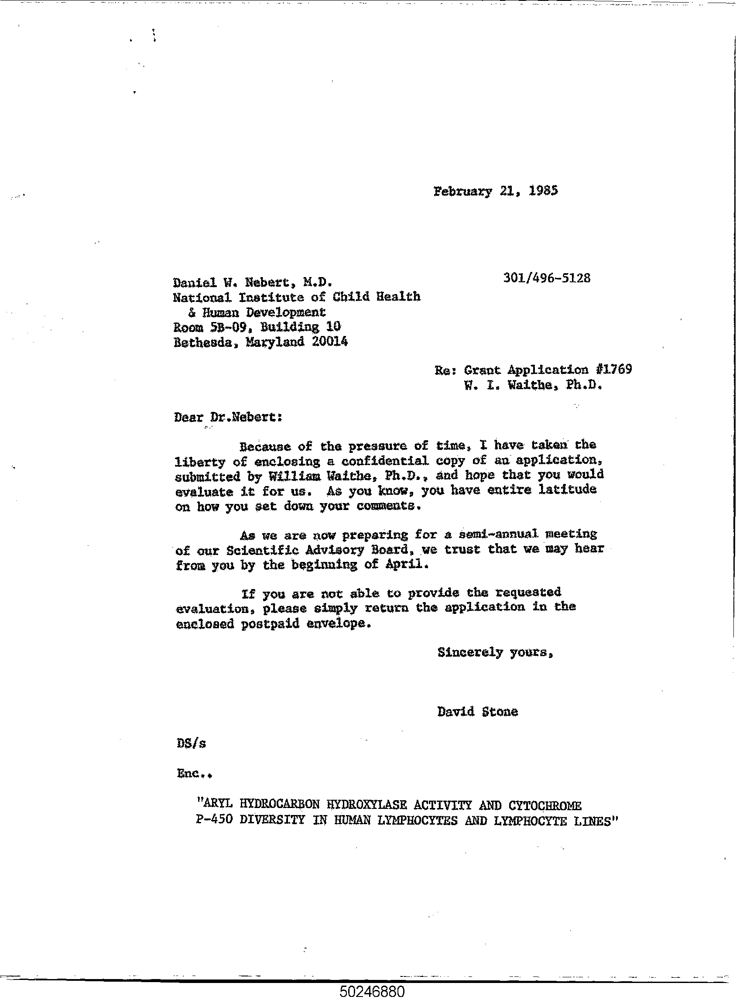 February 21, 1985
301/496-5128
Daniel W. Nebert, M.D.
National Institute of Child Health
& Human Development
Room 5B-09, Building 10
Bethesda, Maryland 20014
Re: Grant Application #1769
W. I. Waithe, Ph.D.
Dear Dr.Nebert:
Because of the pressure of time, I have taken the
liberty of enclosing a confidential copy of an application,
submitted by William Waithe, Ph.D., and hope that you would
evaluate it for us. As you know, you have entire latitude
on how you set down your comments.
As we are now preparing for a semi-annual meeting
of our Scientific Advisory Board, we trust that we may hear
from you by the beginning of April.
If you are not able to provide the requested
evaluation, please simply return the application in the
enclosed postpaid envelope.
Sincerely yours,
David Stone
DS/s
Enc..
"ARYL HYDROCARBON HYDROXYLASE ACTIVITY AND CYTOCHROME
P-450 DIVERSITY IN HUMAN LYMPHOCYTES AND LYMPHOCYTE LINES"
50246880